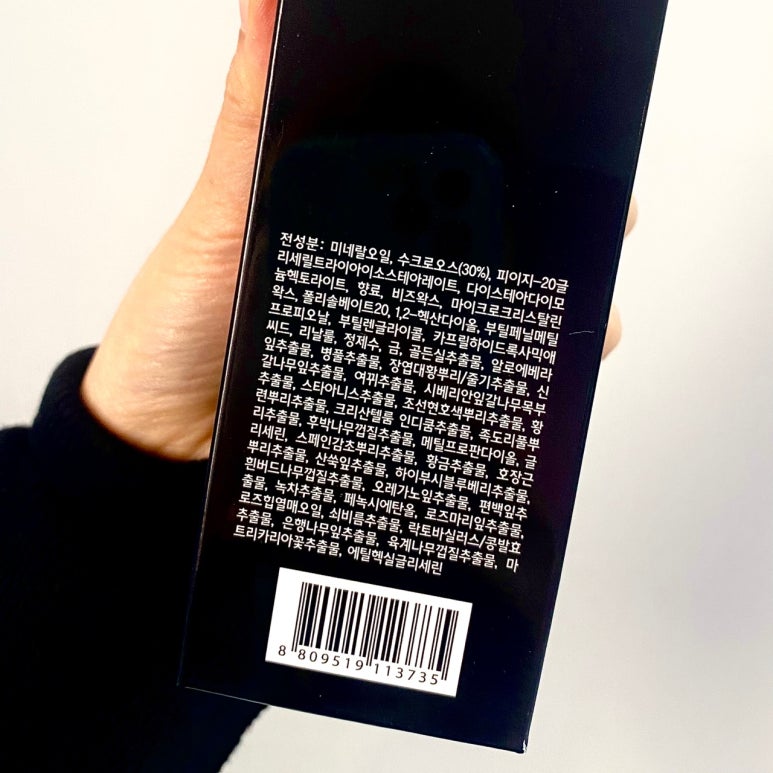 전성분: 미네랄오일, 수크로오스(30%), 피이지-20글
리세릴트라이아이소스테아레이트, 다이스테아다이모
늄헥토라이트, 향료, 비즈왁스, 마이크로크리스탈린
왁스, 폴리솔베이트20, 1,2-헥산다이올, 부틸페닐메틸
프로피오날, 부틸렌글라이콜, 카프릴하이드록사믹애
씨드, 리날룰, 정제수, 금, 골든실추출물, 알로에베라
잎추출물, 병풀추출물, 장엽대황뿌리/줄기추출물, 신
갈나무잎추출물, 여뀌추출물, 시베리안잎갈나무목부
추출물, 스타아니스추출물, 조선현호색뿌리추출물, 황
련뿌리추출물, 크리산텔룸 인디쿰추출물, 족도리풀뿌
리추출물, 후박나무껍질추출물, 메틸프로판다이올, 글
리세린, 스페인감초뿌리추출물, 황금추출물, 호장근
뿌리추출물, 산쑥잎추출물, 하이부시블루베리추출물,
흰버드나무껍질추출물, 오레가노잎추출물, 편백잎추
출물, 녹차추출물, 페녹시에탄올, 로즈마리잎추출물,
로즈힙열매오일, 쇠비름추출물, 락토바실러스/콩발효
추출물, 은행나무잎추출물, 육계나무껍질추출물, 마
트리카리아꽃추출물, 에틸헥실글리세린
8 809519 113735